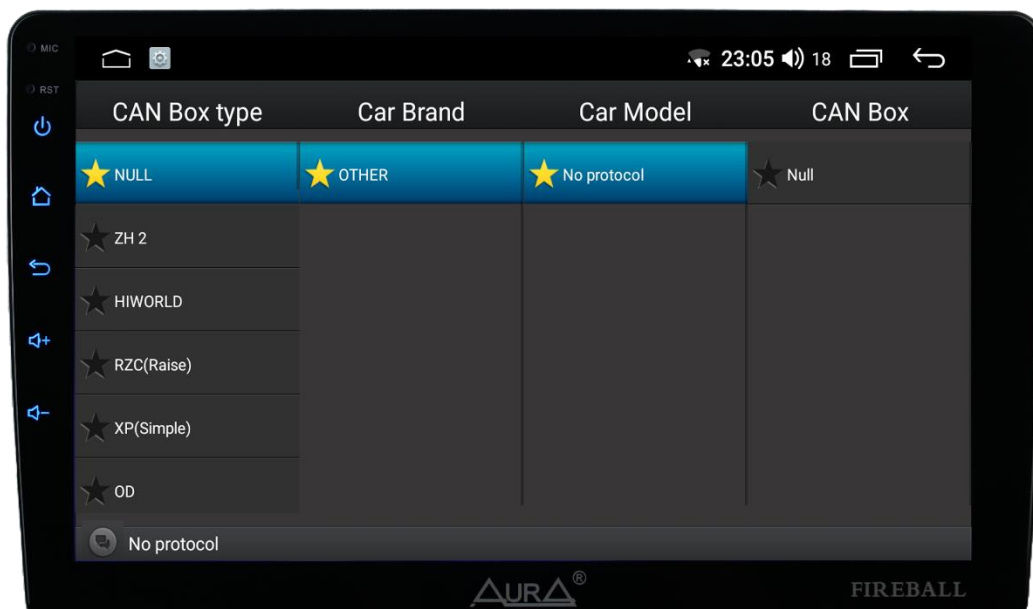 MIC
23:05 18
RST
CAN Box type Car Brand Car Model CAN Box
NULL OTHER No protocol Null
ZH 2
HIWORLD
RZC(Raise)
XP(Simple)
OD
No protocol
AURA®
FIREBALL